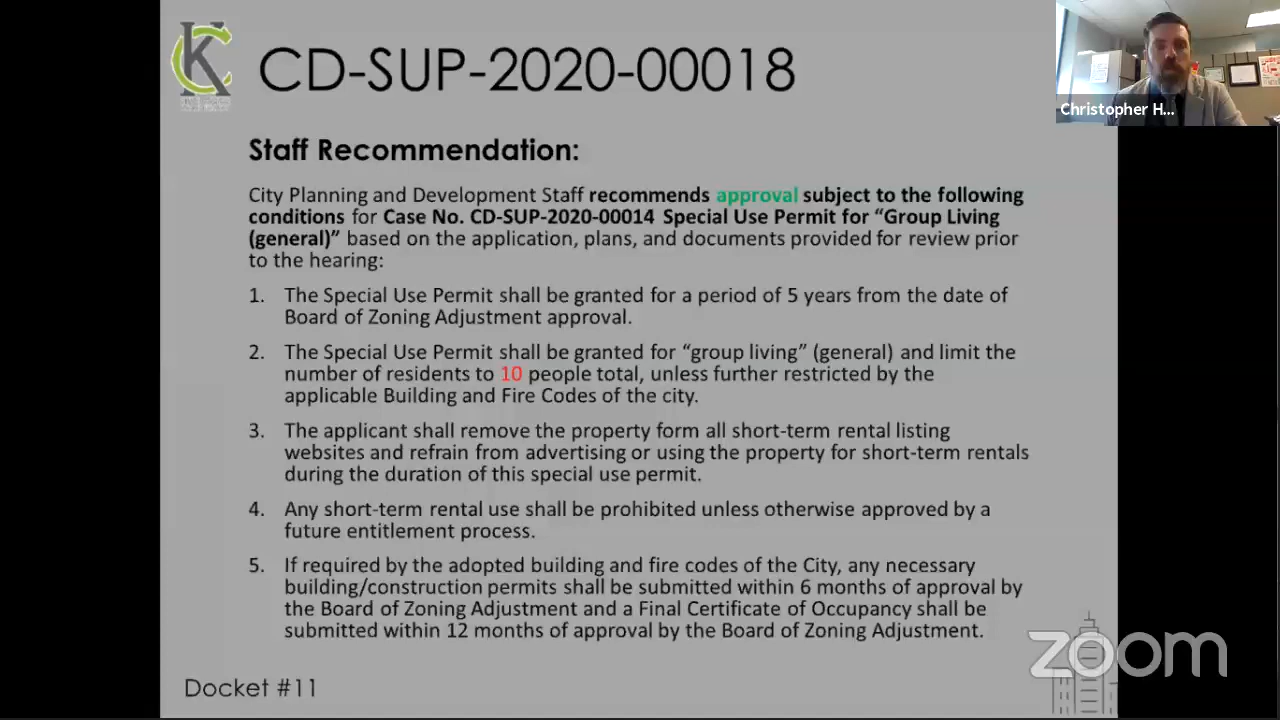 KC
CD-SUP-2020-00018
Christopher H...
Staff Recommendation:
City Planning and Development Staff recommends approval subject to the following
conditions for Case No. CD-SUP-2020-00014 Special Use Permit for “Group Living
(general)” based on the application, plans, and documents provided for review prior
to the hearing:
1. The Special Use Permit shall be granted for a period of 5 years from the date of
Board of Zoning Adjustment approval.
2. The Special Use Permit shall be granted for “group living” (general) and limit the
number of residents to 10 people total, unless further restricted by the
applicable Building and Fire Codes of the city.
3. The applicant shall remove the property form all short-term rental listing
websites and refrain from advertising or using the property for short-term rentals
during the duration of this special use permit.
4. Any short-term rental use shall be prohibited unless otherwise approved by a
future entitlement process.
5. If required by the adopted building and fire codes of the City, any necessary
building/construction permits shall be submitted within 6 months of approval by
the Board of Zoning Adjustment and a Final Certificate of Occupancy shall be
submitted within 12 months of approval by the Board of Zoning Adjustment.
zoom
Docket #11